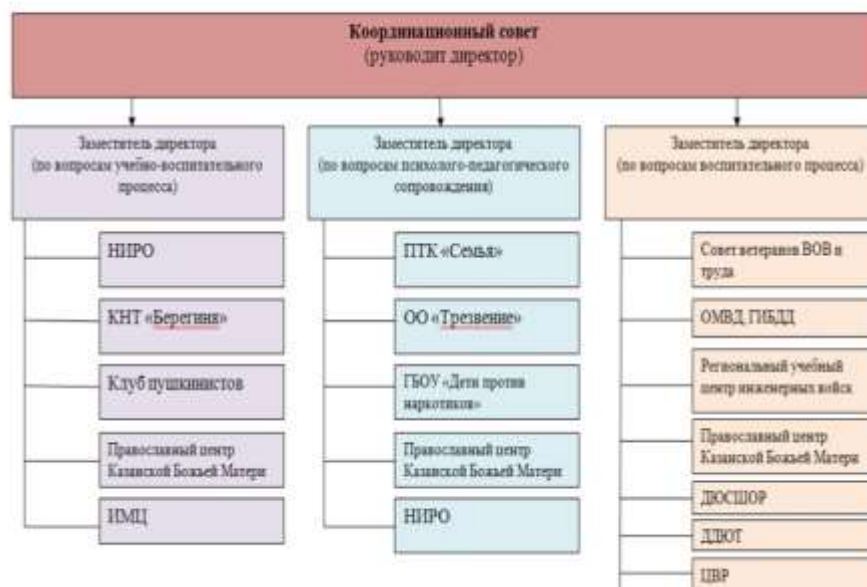 Координационный совет
(руководит директор)
Заместитель директора
(по вопросам учебно-воспитательного
процесса)
НИРО
КНТ «Берегиня»
Клуб пушкинистов
Православный центр
Казанской Божьей Матери
ИМЦ
Заместитель директора
(по вопросам психолого-педагогического
сопровождения)
ПТК «Семья»
ОО «Трезвение»
ГБОУ «Дети против
наркотиков»
Православный центр
Казанской Божьей Матери
НИРО
Заместитель директора
(по вопросам воспитательного процесса)
Совет ветеранов ВОВ и
труда
ОМВД, ГИБДД
Региональный учебный
центр инженерных войск
Православный центр
Казанской Божьей Матери
ДЮСШОР
ДДЮТ
ЦВР